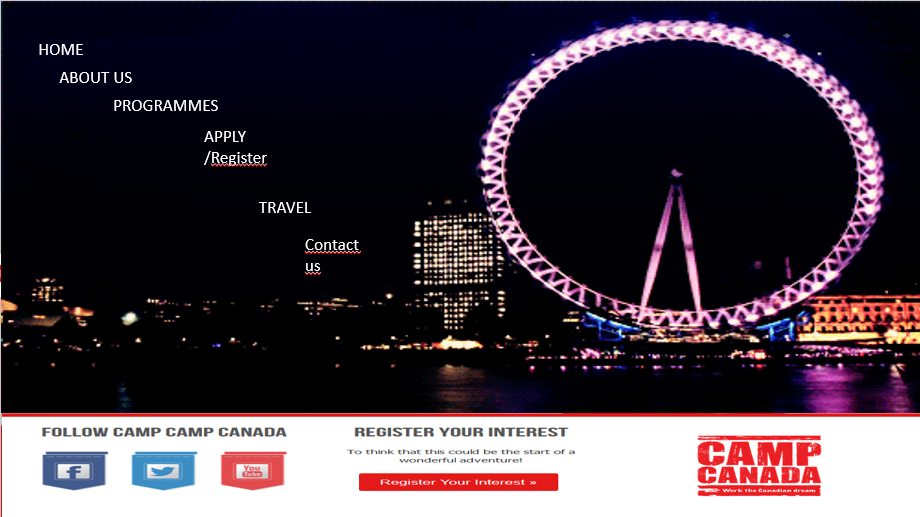 HOME
ABOUT US
PROGRAMMES
APPLY
/Register
TRAVEL
Contact
us
FOLLOW CAMP CAMP CANADA
f
You
Tube
REGISTER YOUR INTEREST
To think that this could be the start of a
wonderful adventure!
Register Your Interest »
CAMP
CANADA
Work the Canadian dream